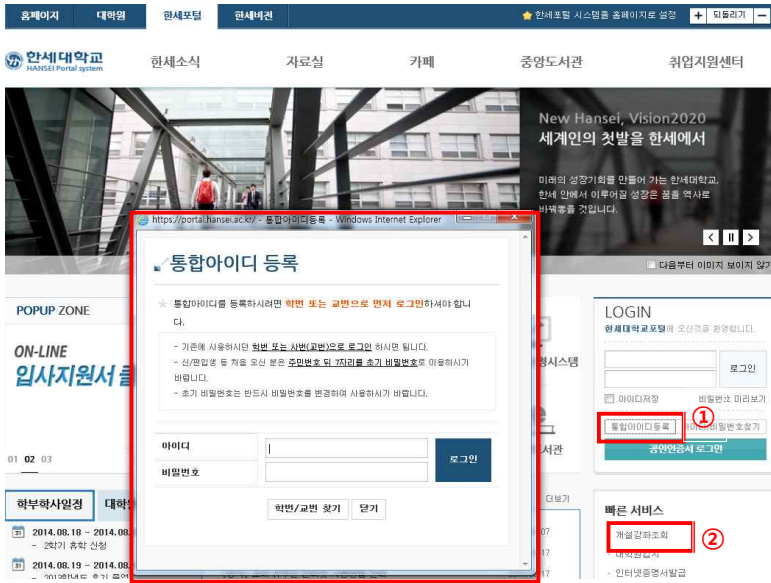 홈페이지 대학원 한세포털 한세비전
한세포털 시스템을 홈페이지로 설정 + 되돌리기 −
한세대학교
HANSEI Portal system
한세소식 자료실 카페 중앙도서관 취업지원센터
New Hansei, Vision2020
세계인의 첫발을 한세에서
미래의 성장기회를 만들어 가는 한세대학교.
한세 안에서 이루어질 성장은 꿈틀 역사로
바꿔놓을 것입니다.
다음부터 이미지 보이지 않기
https://portal.hansei.ac.kr/ - 통합아이디등록 - Windows Internet Explorer
통합아이디 등록
통합아이디를 등록하시려면 학번 또는 교번으로 먼저 로그인하셔야 합니
다.
- 기존에 사용하시던 학번 또는 사번(교번)으로 로그인 하시면 됩니다.
- 신/편입생 등 처음 오신 분은 주민번호 뒤 7자리를 초기 비밀번호로 이용하시기
바랍니다.
- 초기 비밀번호는 반드시 비밀번호를 변경하여 사용하시기 바랍니다.
아이디
비밀번호
로그인
학번/교번 찾기 닫기
POPUP ZONE
ON-LINE
입사지원서
01 02 03
학부학사일정 대학
2014.08.18 - 2014.08.
- 2학기 휴학 신청
2014.08.19 - 2014.08.
시스템
더보기
07
17
17
LOGIN
한세대학교포털에 오신것을 환영합니다.
로그인
아이디저장 비밀번호 미리보기
①
통합아이디등록 아이디/비밀번호찾기
공인인증서 로그인
빠른 서비스
개설강좌조회
②
· 대학원입시
· 인터넷증명서발급